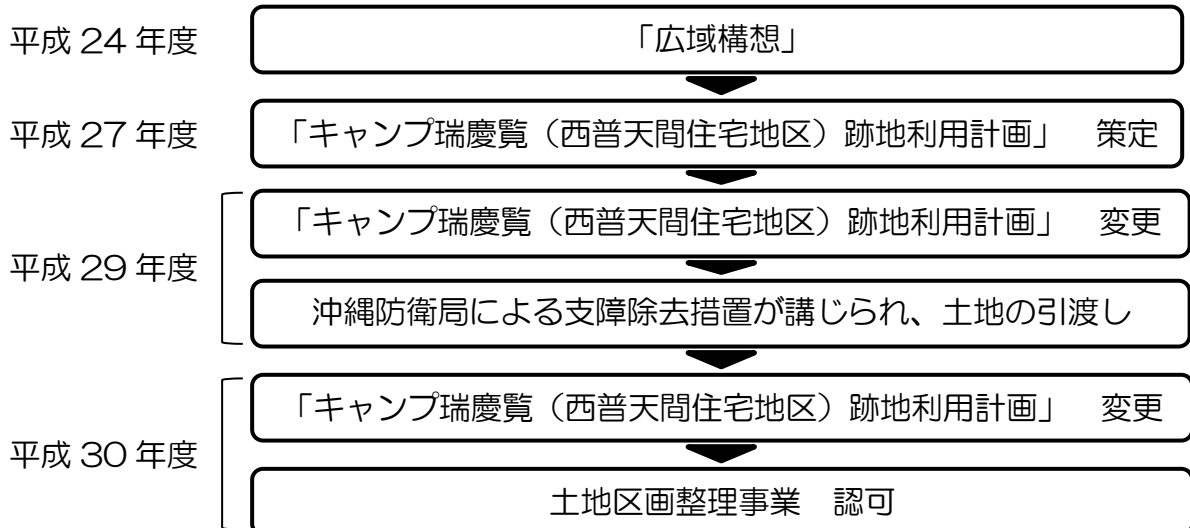 平成 24 年度
「広域構想」
平成 27 年度
「キャンプ瑞慶覧（西普天間住宅地区）跡地利用計画」　策定
平成 29 年度
「キャンプ瑞慶覧（西普天間住宅地区）跡地利用計画」　変更
沖縄防衛局による支障除去措置が講じられ、土地の引渡し
平成 30 年度
「キャンプ瑞慶覧（西普天間住宅地区）跡地利用計画」　変更
土地区画整理事業　認可